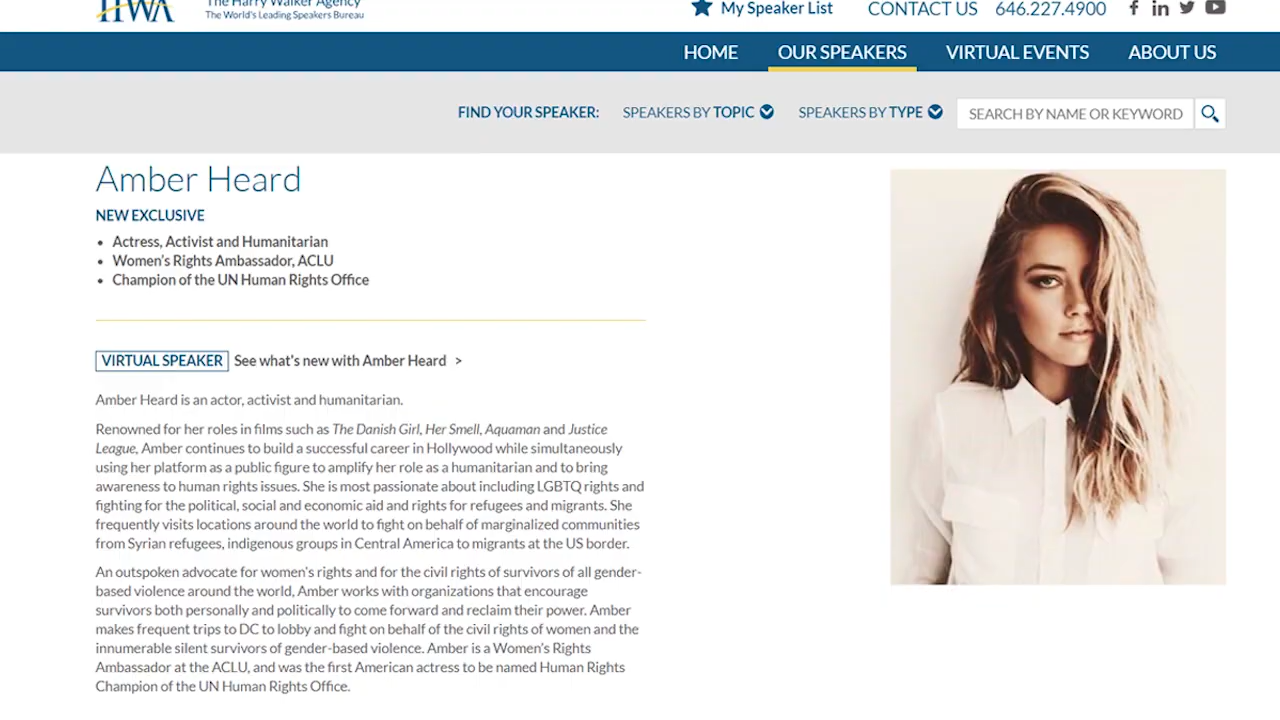 HWA
The Harry Walker Agency
The World's Leading Speakers Bureau
My Speaker List
CONTACT US
646.227.4900
HOME
OUR SPEAKERS
VIRTUAL EVENTS
ABOUT US
FIND YOUR SPEAKER:
SPEAKERS BY TOPIC
SPEAKERS BY TYPE
SEARCH BY NAME OR KEYWORD
Amber Heard
NEW EXCLUSIVE
• Actress, Activist and Humanitarian
• Women's Rights Ambassador, ACLU
• Champion of the UN Human Rights Office
VIRTUAL SPEAKER See what's new with Amber Heard >
Amber Heard is an actor, activist and humanitarian.
Renowned for her roles in films such as The Danish Girl, Her Smell, Aquaman and Justice
League, Amber continues to build a successful career in Hollywood while simultaneously
using her platform as a public figure to amplify her role as a humanitarian and to bring
awareness to human rights issues. She is most passionate about including LGBTQ rights and
fighting for the political, social and economic aid and rights for refugees and migrants. She
frequently visits locations around the world to fight on behalf of marginalized communities
from Syrian refugees, indigenous groups in Central America to migrants at the US border.
An outspoken advocate for women's rights and for the civil rights of survivors of all gender-
based violence around the world, Amber works with organizations that encourage
survivors both personally and politically to come forward and reclaim their power. Amber
makes frequent trips to DC to lobby and fight on behalf of the civil rights of women and the
innumerable silent survivors of gender-based violence. Amber is a Women's Rights
Ambassador at the ACLU, and was the first American actress to be named Human Rights
Champion of the UN Human Rights Office.